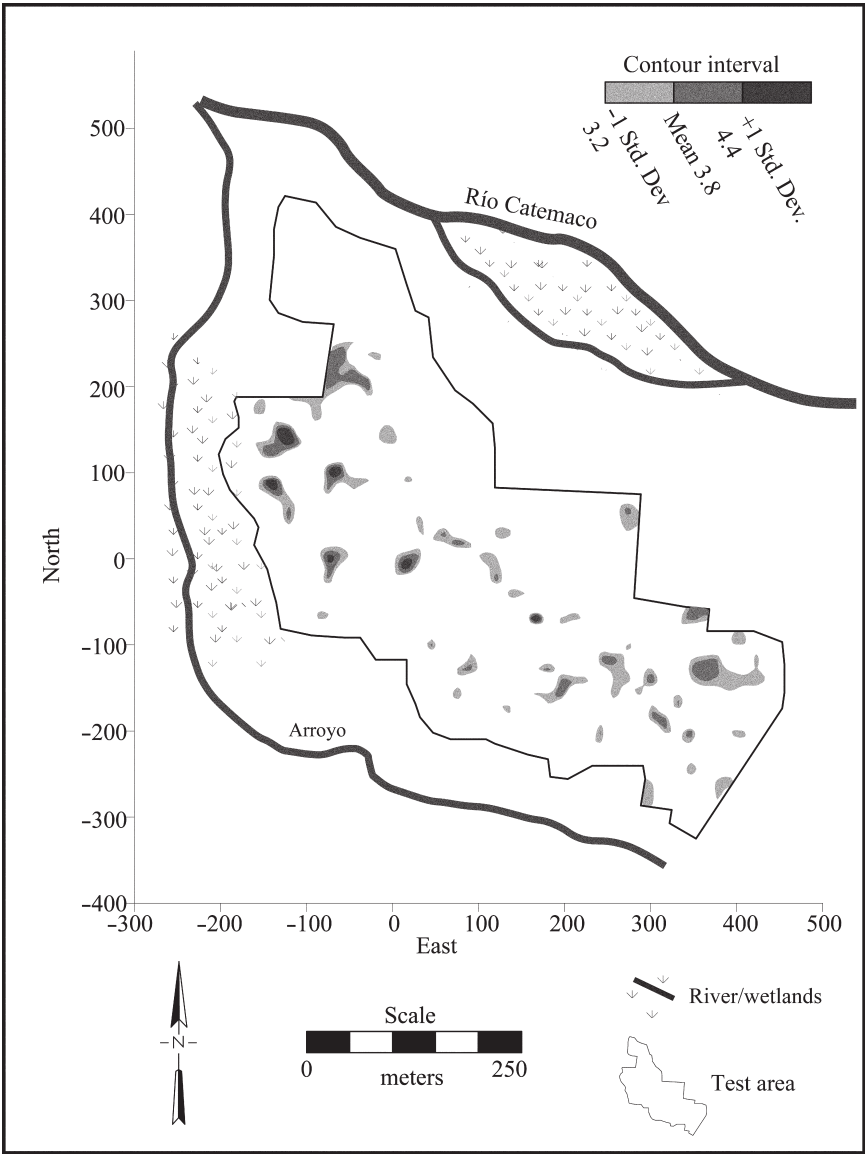 Contour interval
3.2
-1 Std. Dev
Mean 3.8
4.4
+1 Std. Dev.
Río Catemaco
500
400
300
200
100
0
-100
-200
-300
-400
North
Arroyo
-300
-200
-100
0
100
200
300
400
500
East
-N-
Scale
0
250
meters
River/wetlands
Test area